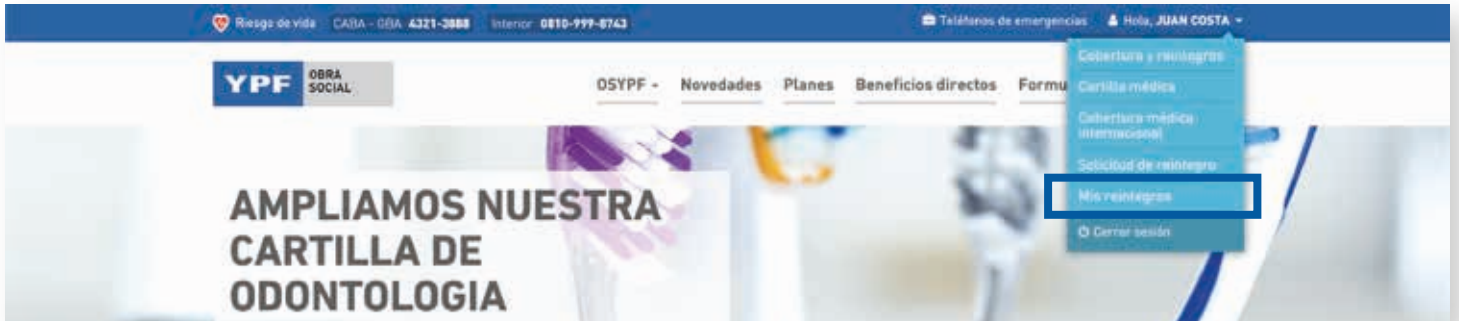 Riesgo de vida CABA - GBA 4321-3888 Interior 0810-999-8743 Teléfonos de emergencias Hola, JUAN COSTA
YPF OBRA SOCIAL
OSYPF Novedades Planes Beneficios directos Formu
Cobertura y reintegros
Cartilla médica
Cobertura médica
internacional
Solicitud de reintegro
Mis reintegros
Cerrar sesión
AMPLIAMOS NUESTRA
CARTILLA DE
ODONTOLOGIA